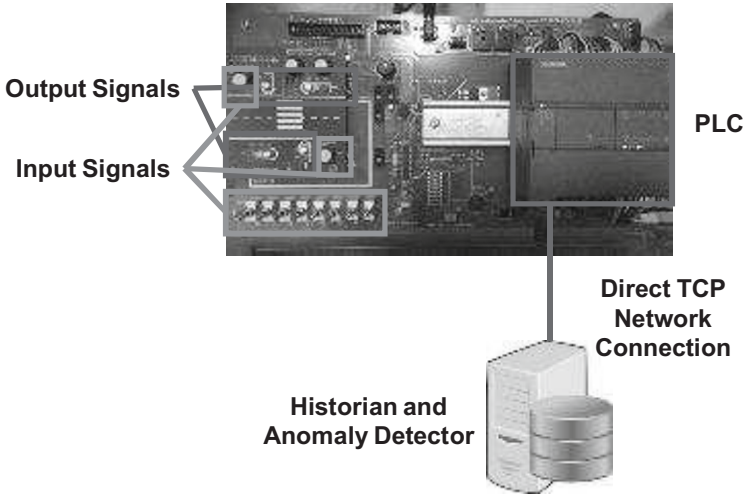 Output Signals
Input Signals
PLC
Direct TCP
Network
Connection
Historian and
Anomaly Detector